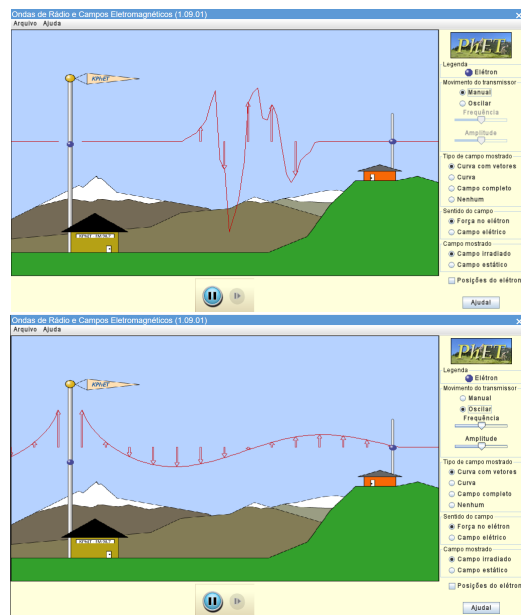 Ondas de Rádio e Campos Eletromagnéticos (1.09.01)
Arquivo Ajuda
KPhET
KPhET
PhET
Legenda
Elétron
Movimento do transmissor
Manual
Oscilar
Frequência
Amplitude
Tipo de campo mostrado
Curva com vetores
Curva
Campo completo
Nenhum
Sentido do campo
Força no elétron
Campo elétrico
Campo mostrado
Campo irradiado
Campo estático
Posições do elétron
Ajuda!
Ondas de Rádio e Campos Eletromagnéticos (1.09.01)
Arquivo Ajuda
KPhET
PhET
Legenda
Elétron
Movimento do transmissor
Manual
Oscilar
Frequência
Amplitude
Tipo de campo mostrado
Curva com vetores
Curva
Campo completo
Nenhum
Sentido do campo
Força no elétron
Campo elétrico
Campo mostrado
Campo irradiado
Campo estático
Posições do elétron
Ajuda!